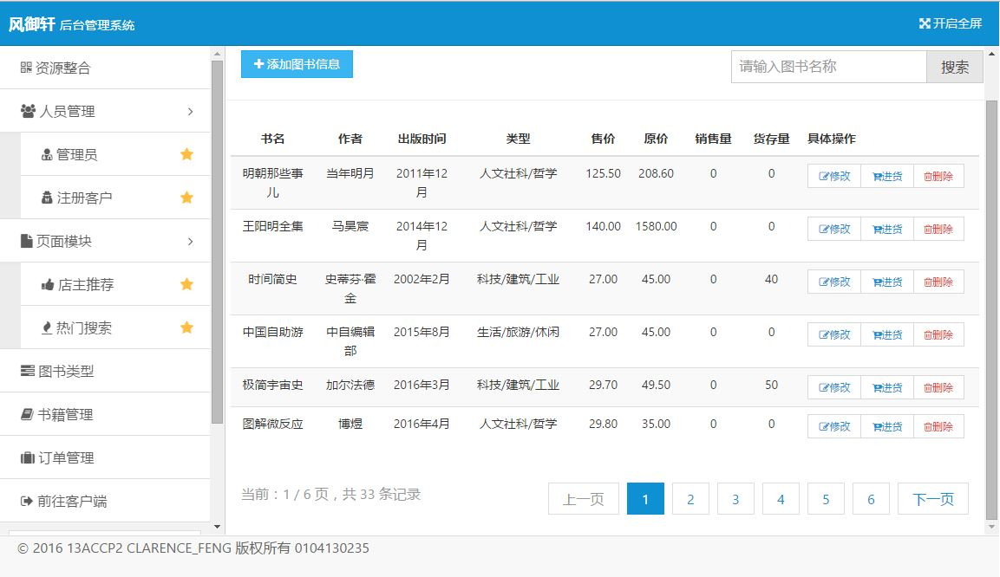 风御轩 后台管理系统
开启全屏
资源整合
人员管理
管理员
注册客户
页面模块
店主推荐
热门搜索
图书类型
书籍管理
订单管理
前往客户端
添加图书信息
请输入图书名称 搜索
书名 作者 出版时间 类型 售价 原价 销售量 货存量 具体操作
明朝那些事 当年明月 2011年12 人文社科/哲学 125.50 208.60 0 0 修改 进货 删除
儿 月
王阳明全集 马昊宸 2014年12 人文社科/哲学 140.00 1580.00 0 0 修改 进货 删除
月
时间简史 史蒂芬·霍 2002年2月 科技/建筑/工业 27.00 45.00 0 40 修改 进货 删除
金
中国自助游 中自编辑 2015年8月 生活/旅游/休闲 27.00 45.00 0 0 修改 进货 删除
部
极简宇宙史 加尔法德 2016年3月 科技/建筑/工业 29.70 49.50 0 50 修改 进货 删除
图解微反应 博煜 2016年4月 人文社科/哲学 29.80 35.00 0 0 修改 进货 删除
当前：1 / 6 页，共 33 条记录
上一页 1 2 3 4 5 6 下一页
© 2016 13ACCP2 CLARENCE_FENG 版权所有 0104130235